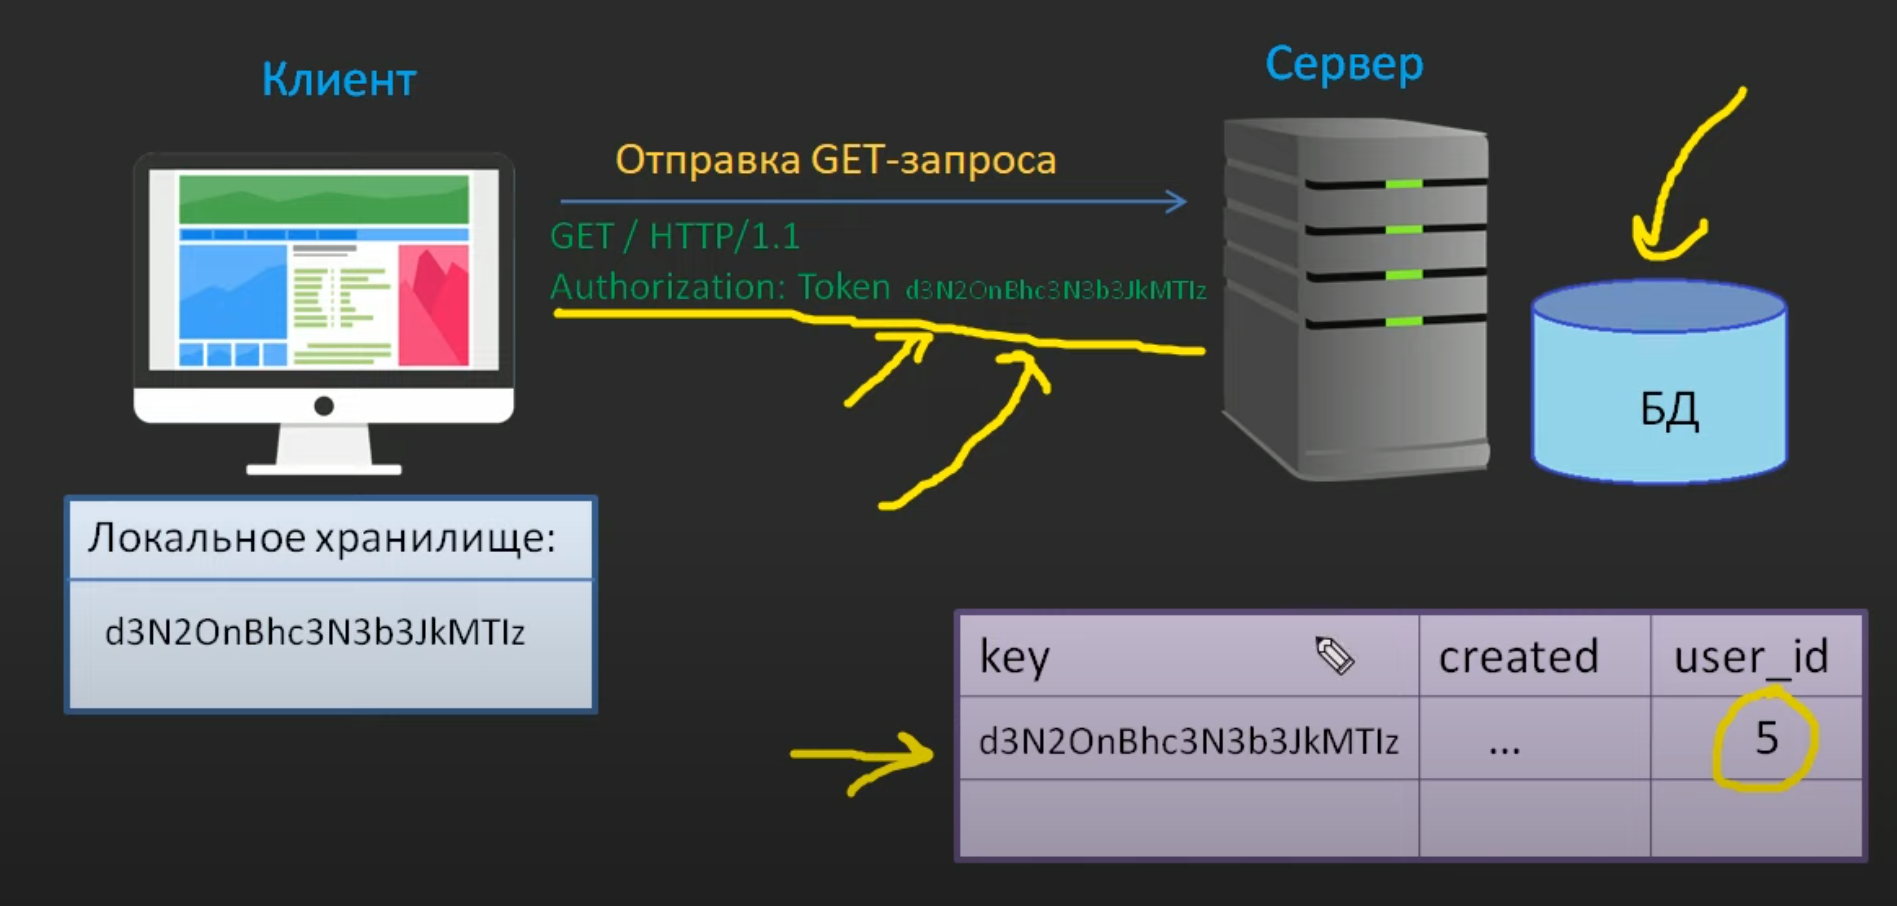 Клиент
Сервер
Отправка GET-запроса
GET / HTTP/1.1
Authorization: Token d3N2OnBhc3N3b3JkMTIz
БД
Локальное хранилище:
d3N2OnBhc3N3b3JkMTIz
key created user_id
d3N2OnBhc3N3b3JkMTIz ... 5